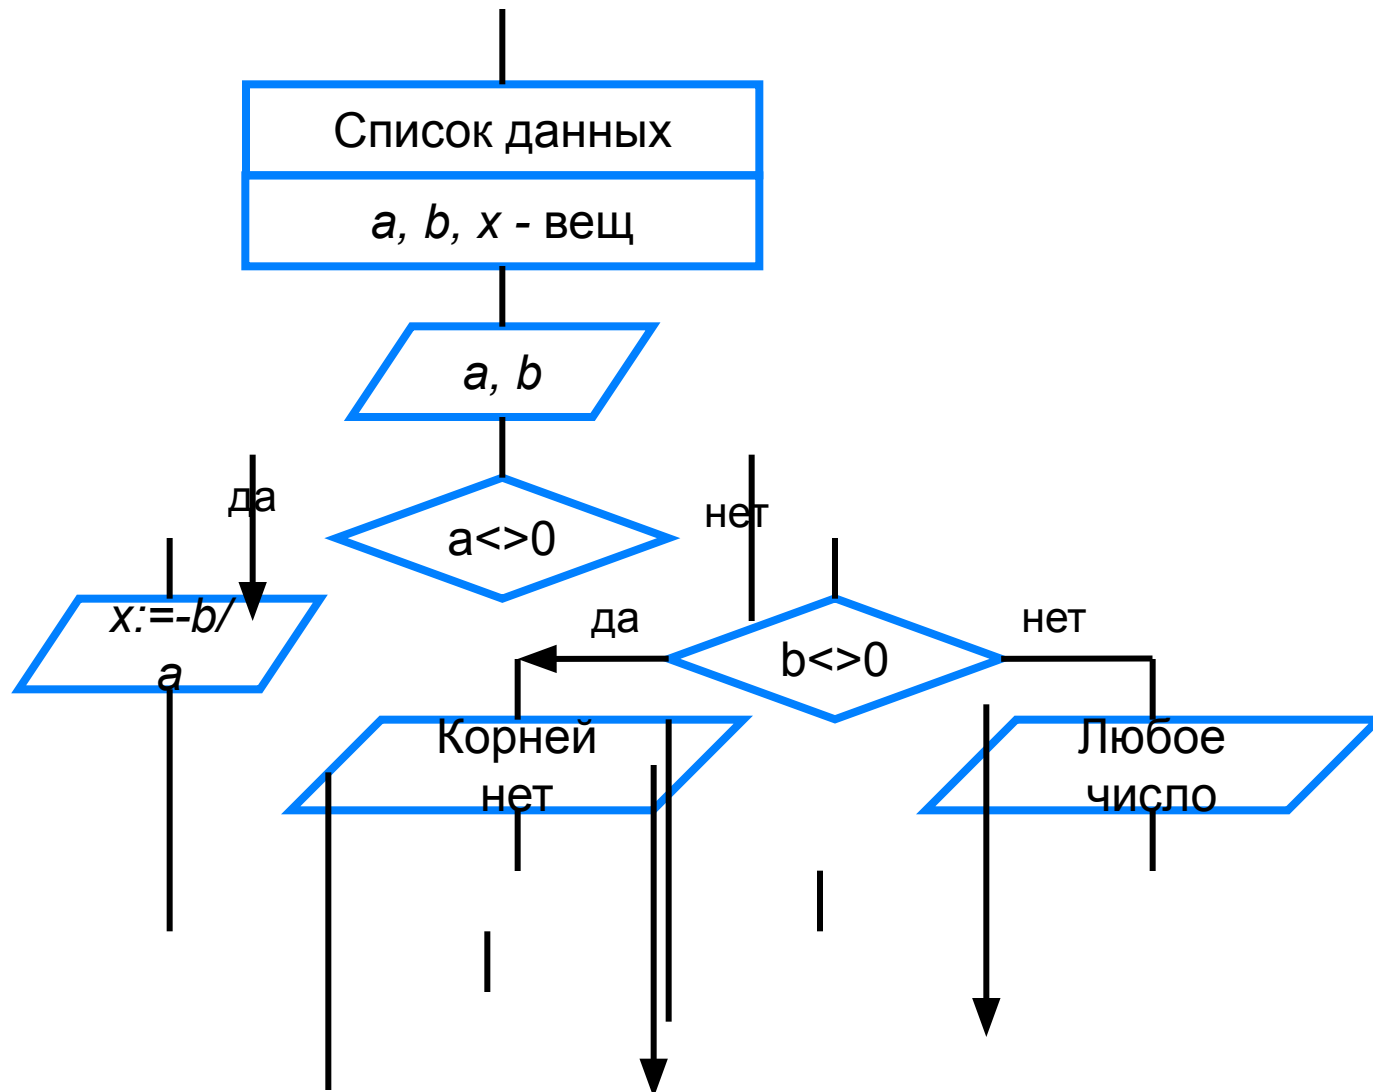 Список данных
a, b, x - вещ
a, b
да
нет
a<>0
x:=-b/
a
да
нет
b<>0
Корней
нет
Любое
число